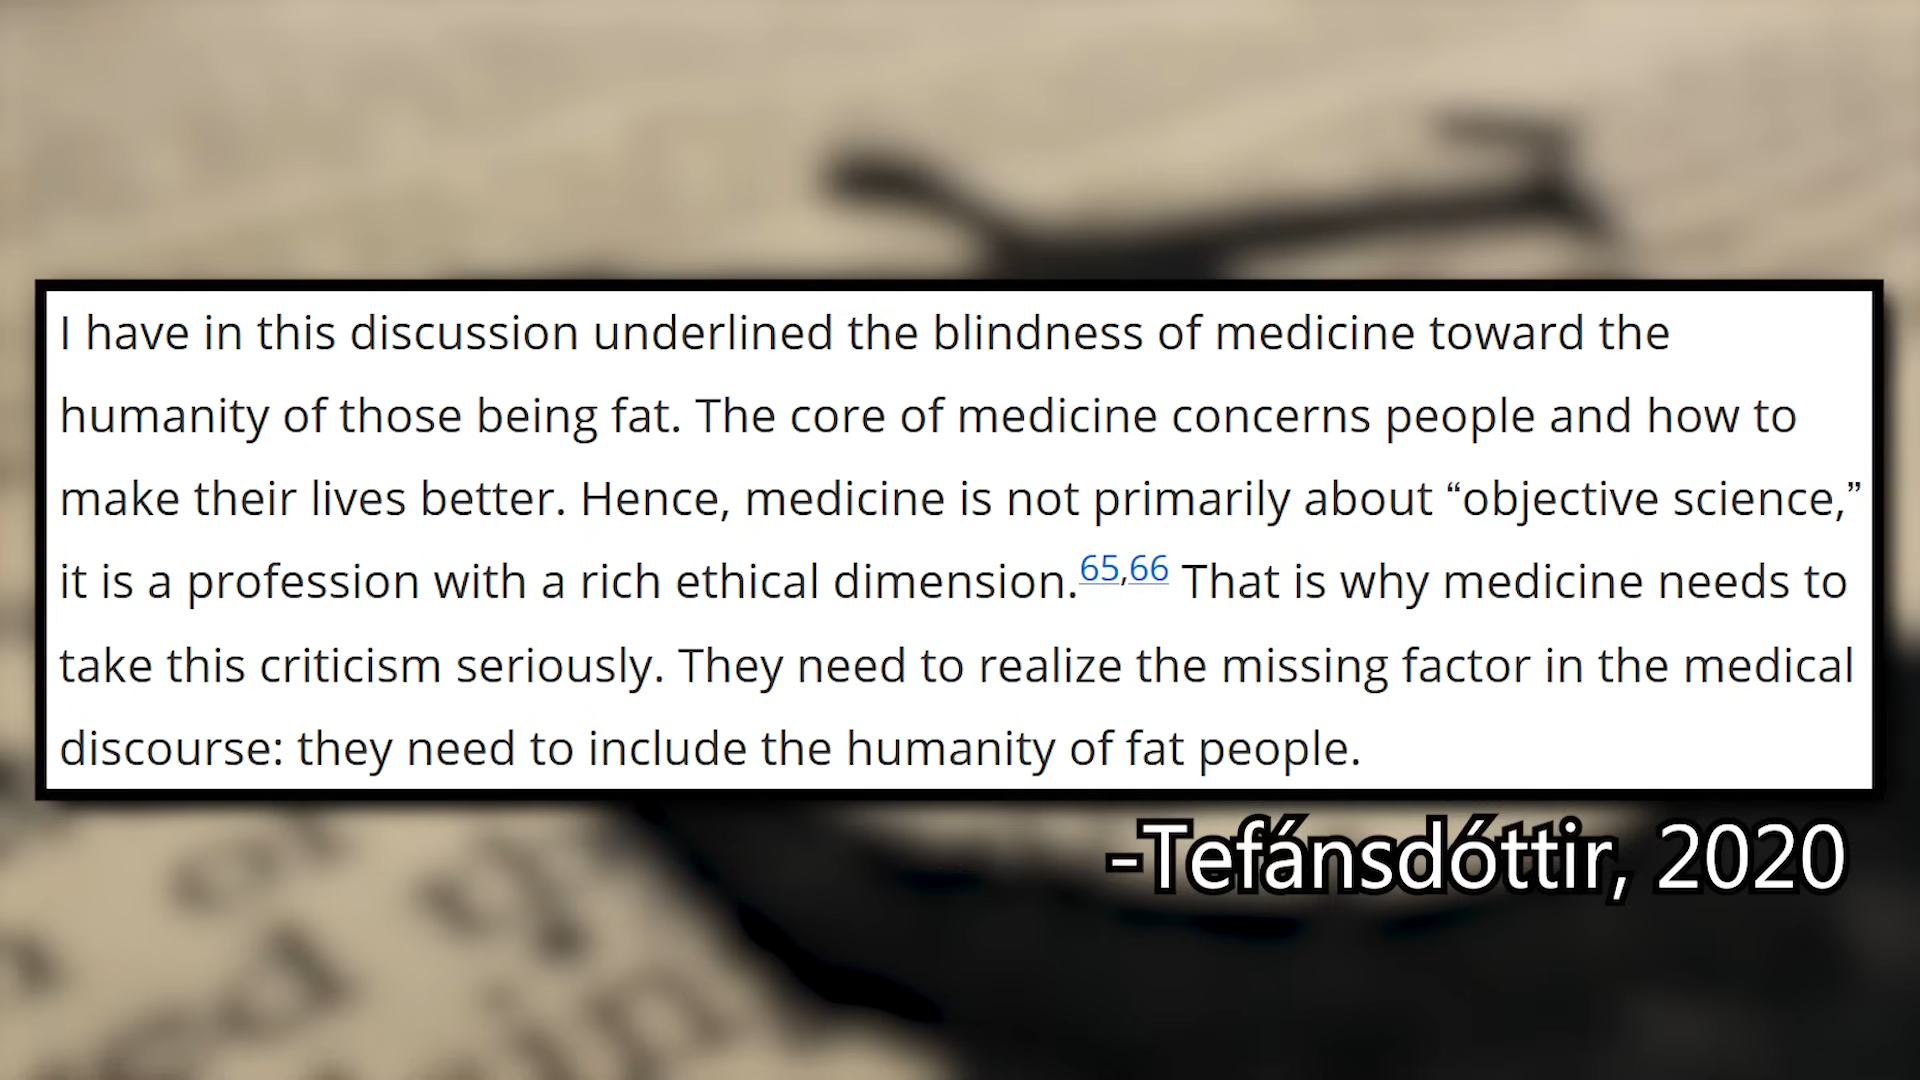 I have in this discussion underlined the blindness of medicine toward the
humanity of those being fat. The core of medicine concerns people and how to
make their lives better. Hence, medicine is not primarily about “objective science,”
it is a profession with a rich ethical dimension.65,66 That is why medicine needs to
take this criticism seriously. They need to realize the missing factor in the medical
discourse: they need to include the humanity of fat people.
-Tefánsdóttir, 2020